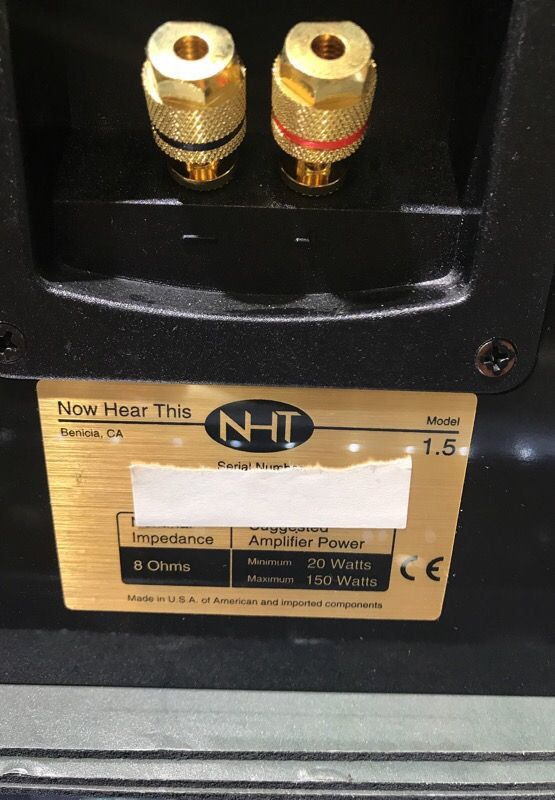 Now Hear This
NHT
Model
Benicia, CA
1.5
Serial
Amplifier Power
Impedance
8 Ohms
Minimum 20 Watts
Maximum 150 Watts
CE
Made in U.S.A. of American and imported components